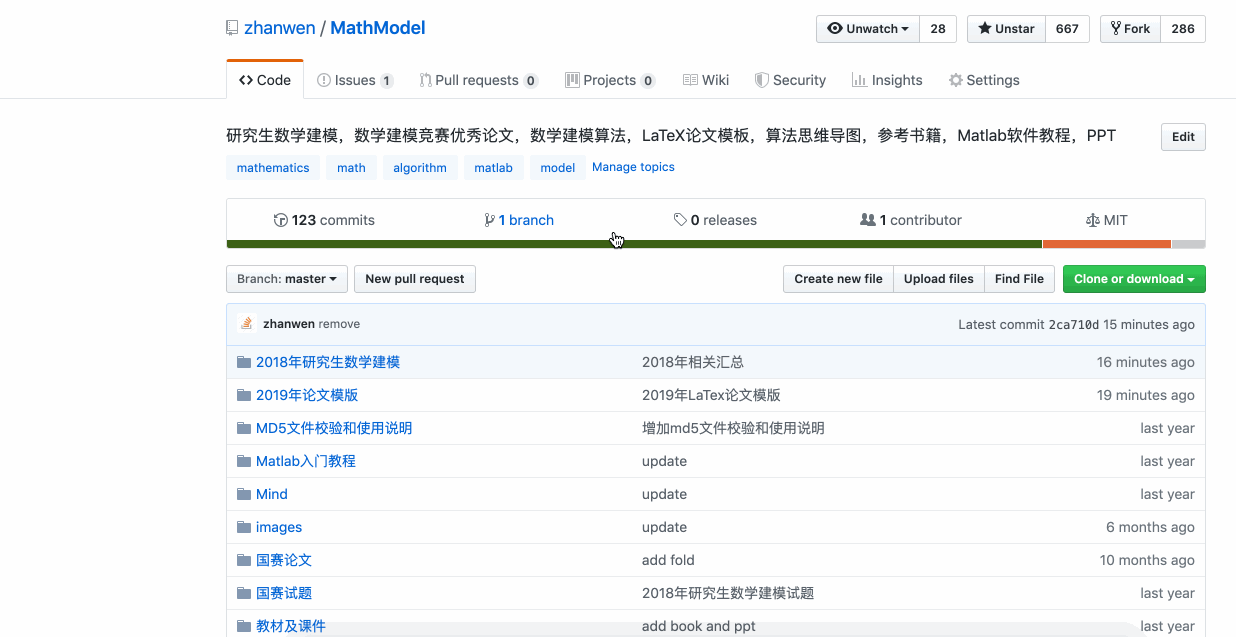 zhanwen / MathModel
Unwatch 28 Unstar 667 Fork 286
Code Issues 1 Pull requests 0 Projects 0 Wiki Security Insights Settings
研究生数学建模，数学建模竞赛优秀论文，数学建模算法，LaTeX论文模板，算法思维导图，参考书籍，Matlab软件教程，PPT Edit
mathematics math algorithm matlab model Manage topics
123 commits 1 branch 0 releases 1 contributor MIT
Branch: master New pull request Create new file Upload files Find File Clone or download
zhanwen remove Latest commit 2ca710d 15 minutes ago
2018年研究生数学建模 2018年相关汇总 16 minutes ago
2019年论文模版 2019年LaTex论文模版 19 minutes ago
MD5文件校验和使用说明 增加md5文件校验和使用说明 last year
Matlab入门教程 update last year
Mind update last year
images update 6 months ago
国赛论文 add fold 10 months ago
国赛试题 2018年研究生数学建模试题 last year
教材及课件 add book and ppt last year